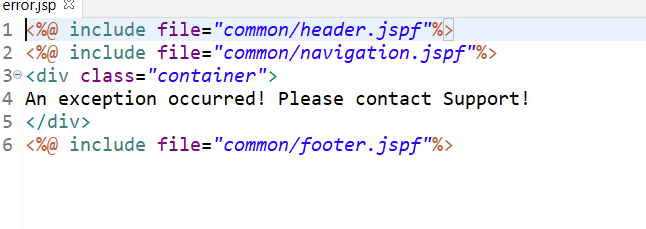 error.jsp
1 <%@ include file="common/header.jspf"%>
2 <%@ include file="common/navigation.jspf"%>
3 <div class="container">
4 An exception occurred! Please contact Support!
5 </div>
6 <%@ include file="common/footer.jspf"%>